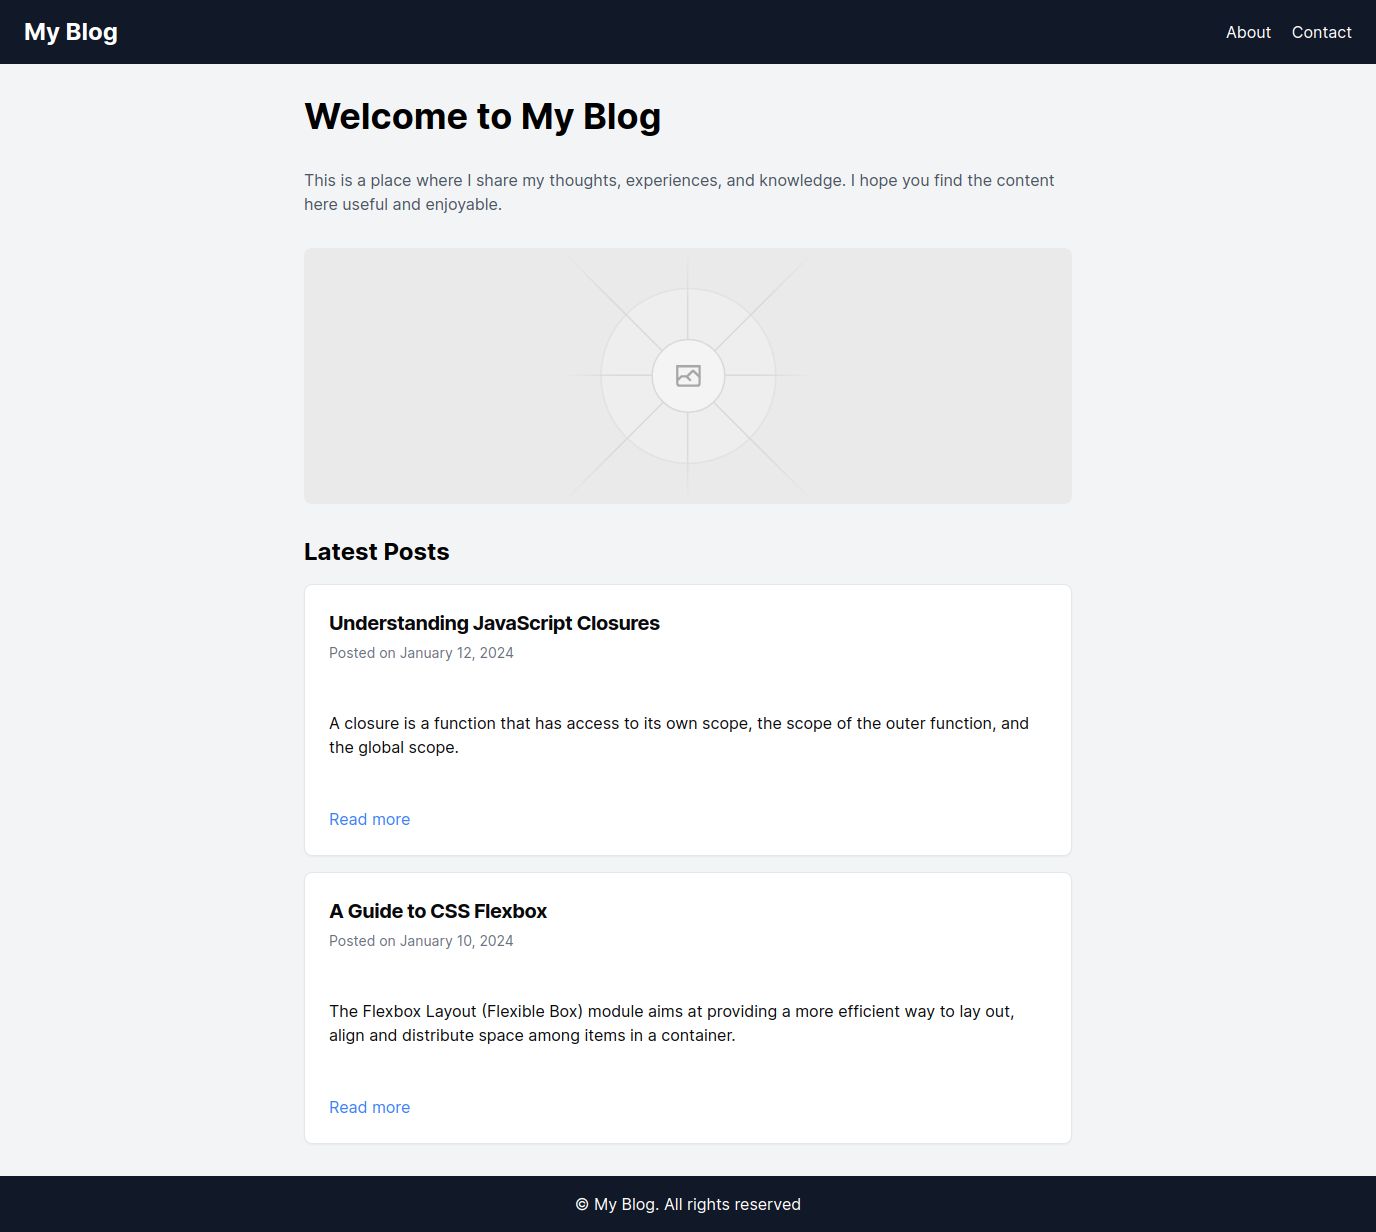 My Blog
About Contact
Welcome to My Blog
This is a place where I share my thoughts, experiences, and knowledge. I hope you find the content
here useful and enjoyable.
Latest Posts
Understanding JavaScript Closures
Posted on January 12, 2024
A closure is a function that has access to its own scope, the scope of the outer function, and
the global scope.
Read more
A Guide to CSS Flexbox
Posted on January 10, 2024
The Flexbox Layout (Flexible Box) module aims at providing a more efficient way to lay out,
align and distribute space among items in a container.
Read more
© My Blog. All rights reserved